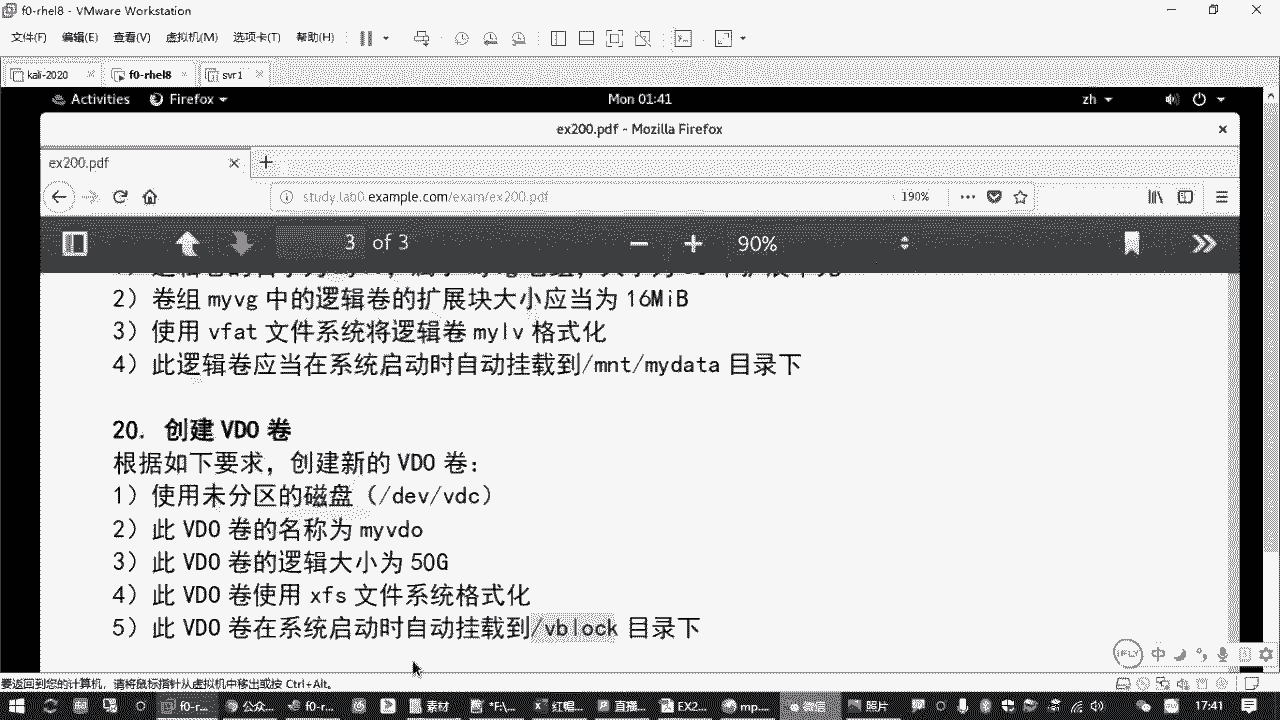 f0-rhel8 - VMware Workstation
文件(F) 编辑(E) 查看(V) 虚拟机(M) 选项卡(T) 帮助(H)
kali-2020 f0-rhel8 svr1
Activities Firefox Mon 01:41 zh
ex200.pdf - Mozilla Firefox
ex200.pdf
study.lab0.example.com/exam/ex200.pdf 190%
3 of 3 90%
2）卷组 myvg 中的逻辑卷的扩展块大小应当为 16MiB
3）使用 vfat 文件系统将逻辑卷 mylv 格式化
4）此逻辑卷应当在系统启动时自动挂载到/mnt/mydata 目录下
20. 创建 VDO 卷
根据如下要求，创建新的 VDO 卷：
1）使用未分区的磁盘（/dev/vdc）
2）此 VDO 卷的名称为 myvdo
3）此 VDO 卷的逻辑大小为 50G
4）此 VDO 卷使用 xfs 文件系统格式化
5）此 VDO 卷在系统启动时自动挂载到/vblock 目录下
iFLY 中
要返回到您的计算机，请将鼠标指针从虚拟机中移出或按 Ctrl+Alt。
f0-r... 公众... f0-r... 素材 *F:\... 红帽... 直播... EX2... mp.... 微信 照片 17:41